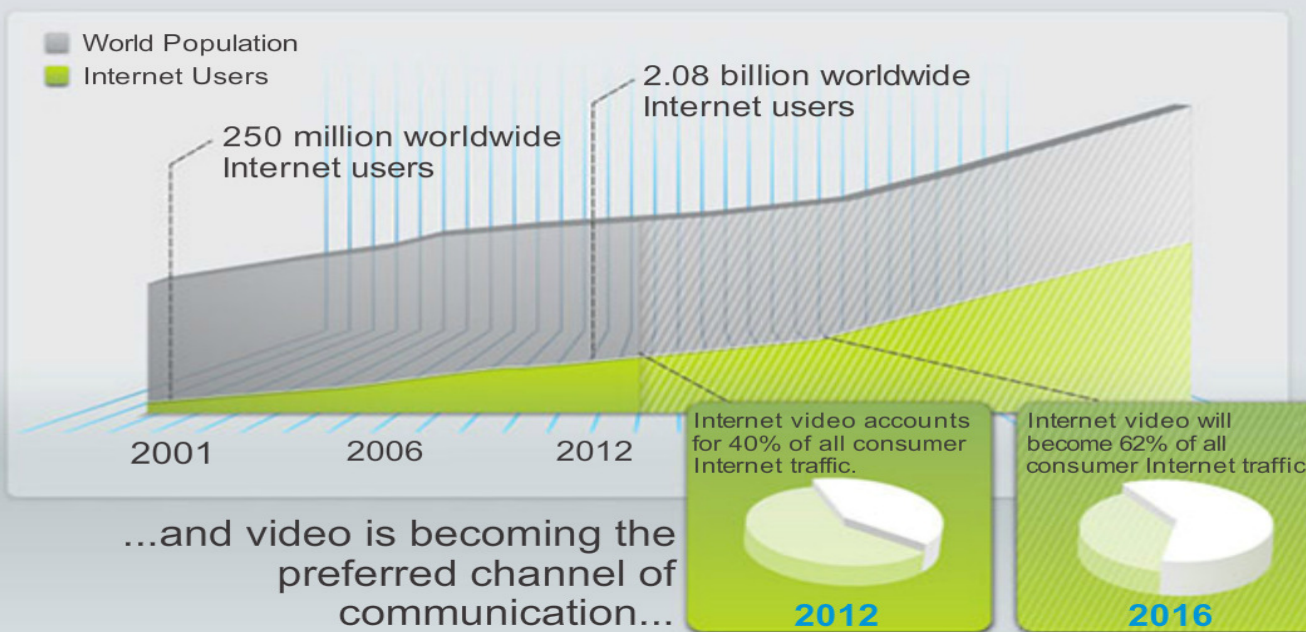 World Population
Internet Users
250 million worldwide
Internet users
2.08 billion worldwide
Internet users
2001
2006
2012
Internet video accounts
for 40% of all consumer
Internet traffic.
2012
Internet video will
become 62% of all
consumer Internet traffic
2016
...and video is becoming the
preferred channel of
communication...